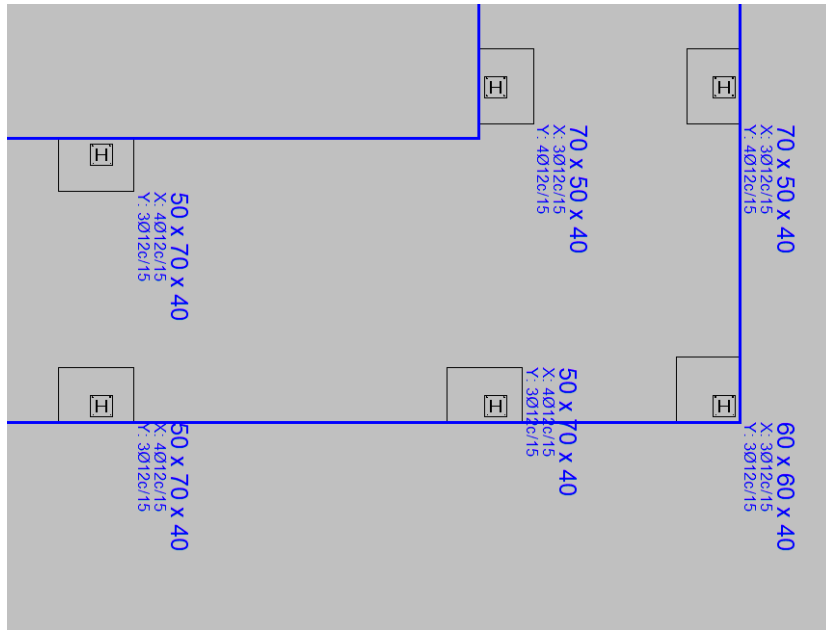 H
H
70 x 50 x 40
X: 3Ø12c/15
Y: 4Ø12c/15
70 x 50 x 40
X: 3Ø12c/15
Y: 4Ø12c/15
H
50 x 70 x 40
X: 4Ø12c/15
Y: 3Ø12c/15
H
H
H
50 x 70 x 40
X: 4Ø12c/15
Y: 3Ø12c/15
50 x 70 x 40
X: 4Ø12c/15
Y: 3Ø12c/15
60 x 60 x 40
X: 3Ø12c/15
Y: 3Ø12c/15